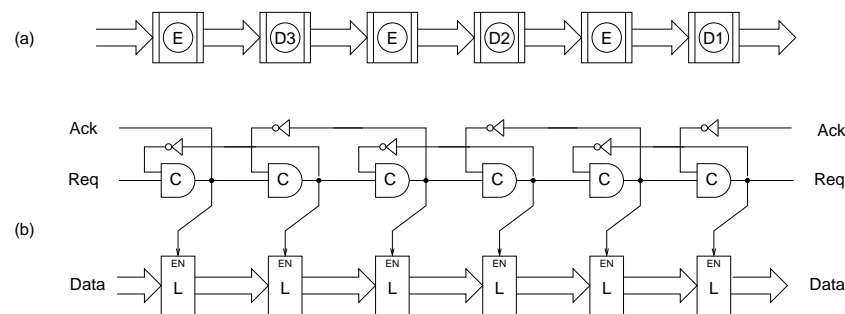 (a) E D3 E D2 E D1
Ack Ack
C C C C C C
Req Req
(b)
EN EN EN EN EN EN
Data L L L L L L Data